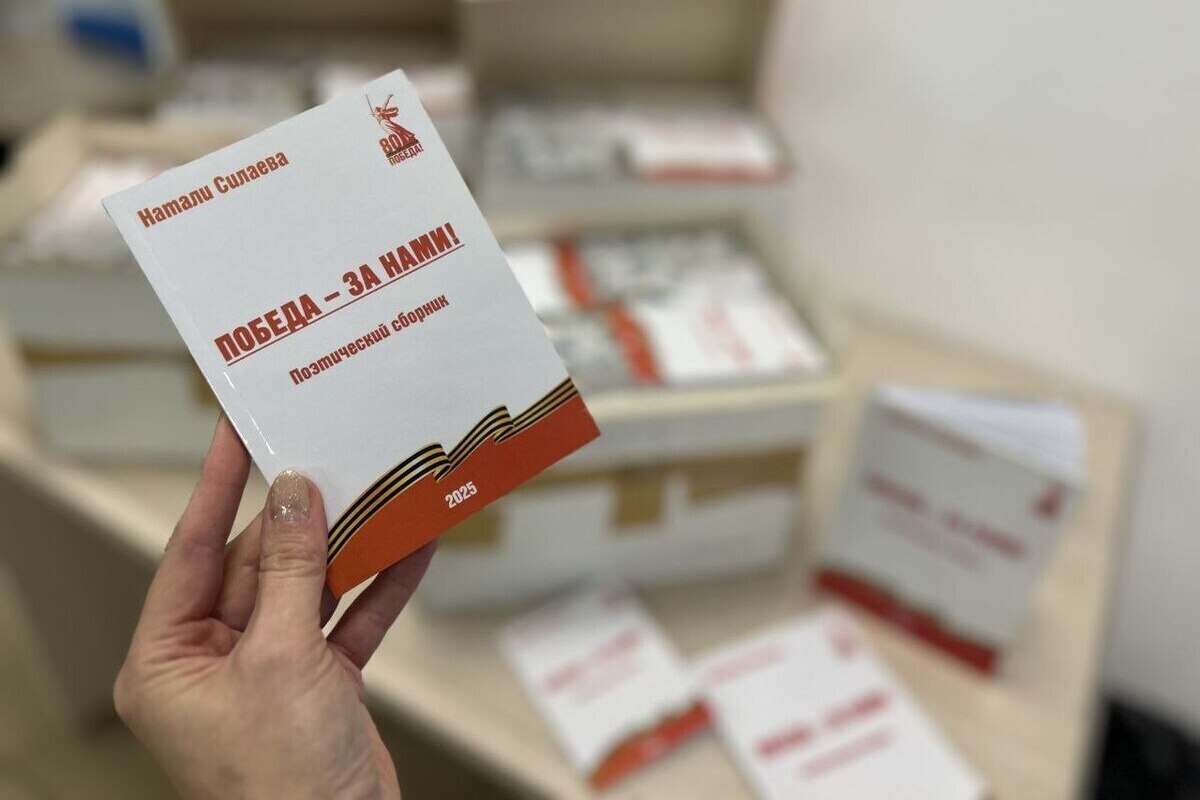 Натали Силаева
80
ПОБЕДА!
ПОБЕДА – ЗА НАМИ!
Поэтический сборник
2025